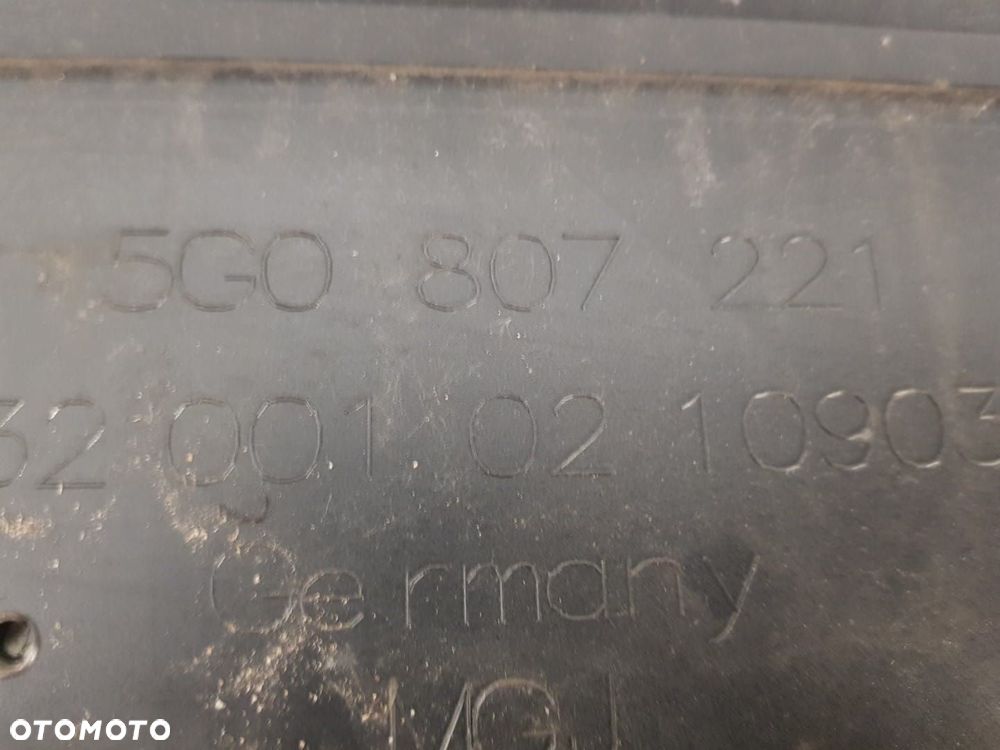 5G0 807 221
32 001 02 10903
Germany
OTOMOTO